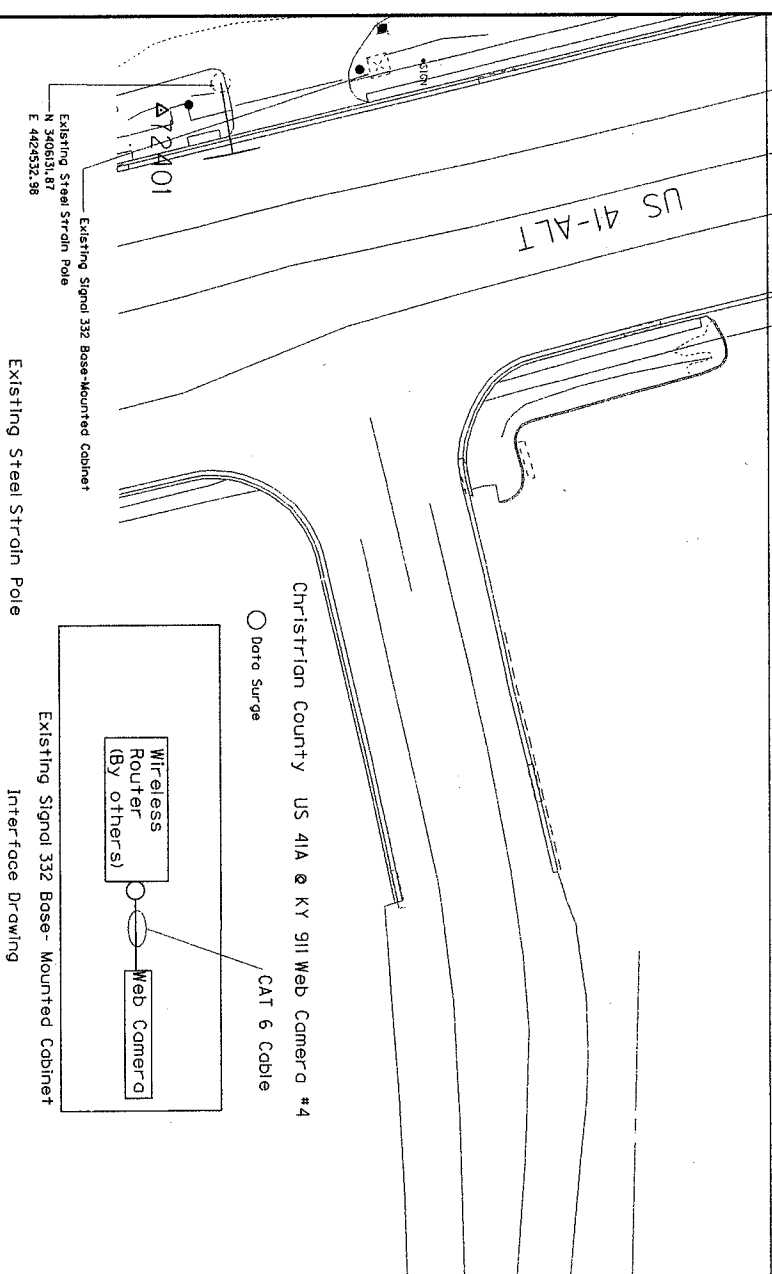 SIGN
US 41-ALT
72401
Existing Signal 332 Base-Mounted Cabinet
Existing Steel Strain Pole
N 3406131.87
E 4424532.98
Christrian County US 41A @ KY 911 Web Camera #4
Data Surge
CAT 6 Cable
Wireless
Router
(By others)
Web Camera
Existing Steel Strain Pole
Existing Signal 332 Base- Mounted Cabinet
Interface Drawing